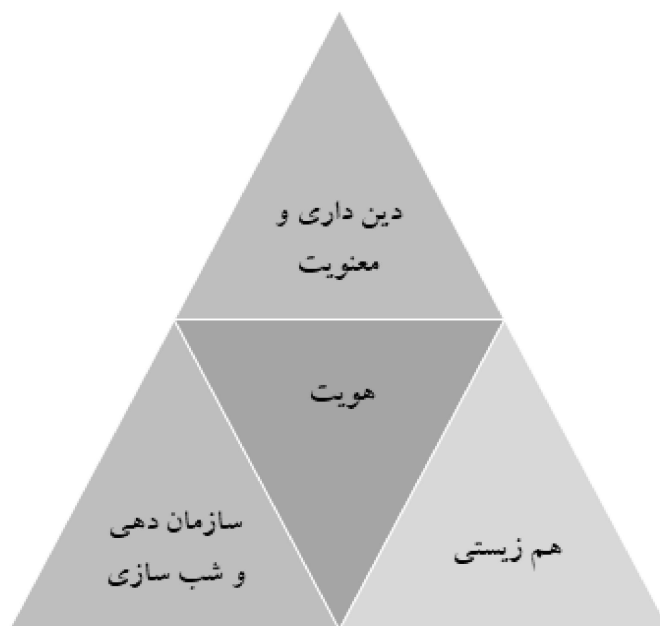 دین داری و
معنویت
هویت
سازمان دهی
و شب سازی
هم زیستی